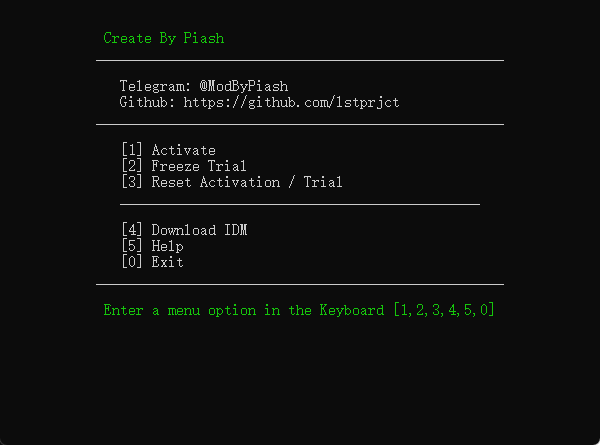 Create By Piash
Telegram: @ModByPiash
Github: https://github.com/1stprjct
[1] Activate
[2] Freeze Trial
[3] Reset Activation / Trial
[4] Download IDM
[5] Help
[0] Exit
Enter a menu option in the Keyboard [1,2,3,4,5,0]